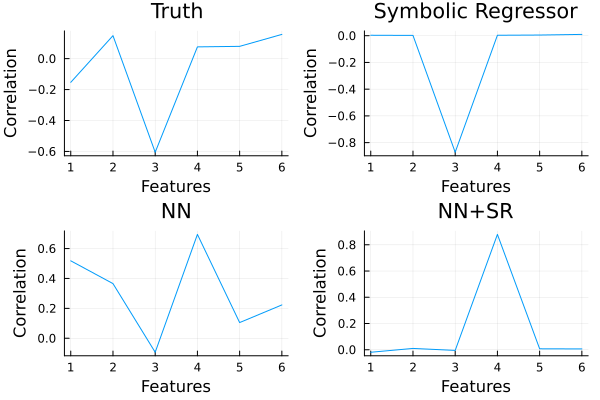 Truth
Correlation
0.0
−0.2
−0.4
−0.6
1 2 3 4 5 6
Features
Symbolic Regressor
Correlation
0.0
−0.2
−0.4
−0.6
−0.8
1 2 3 4 5 6
Features
NN
Correlation
0.6
0.4
0.2
0.0
1 2 3 4 5 6
Features
NN+SR
Correlation
0.8
0.6
0.4
0.2
0.0
1 2 3 4 5 6
Features